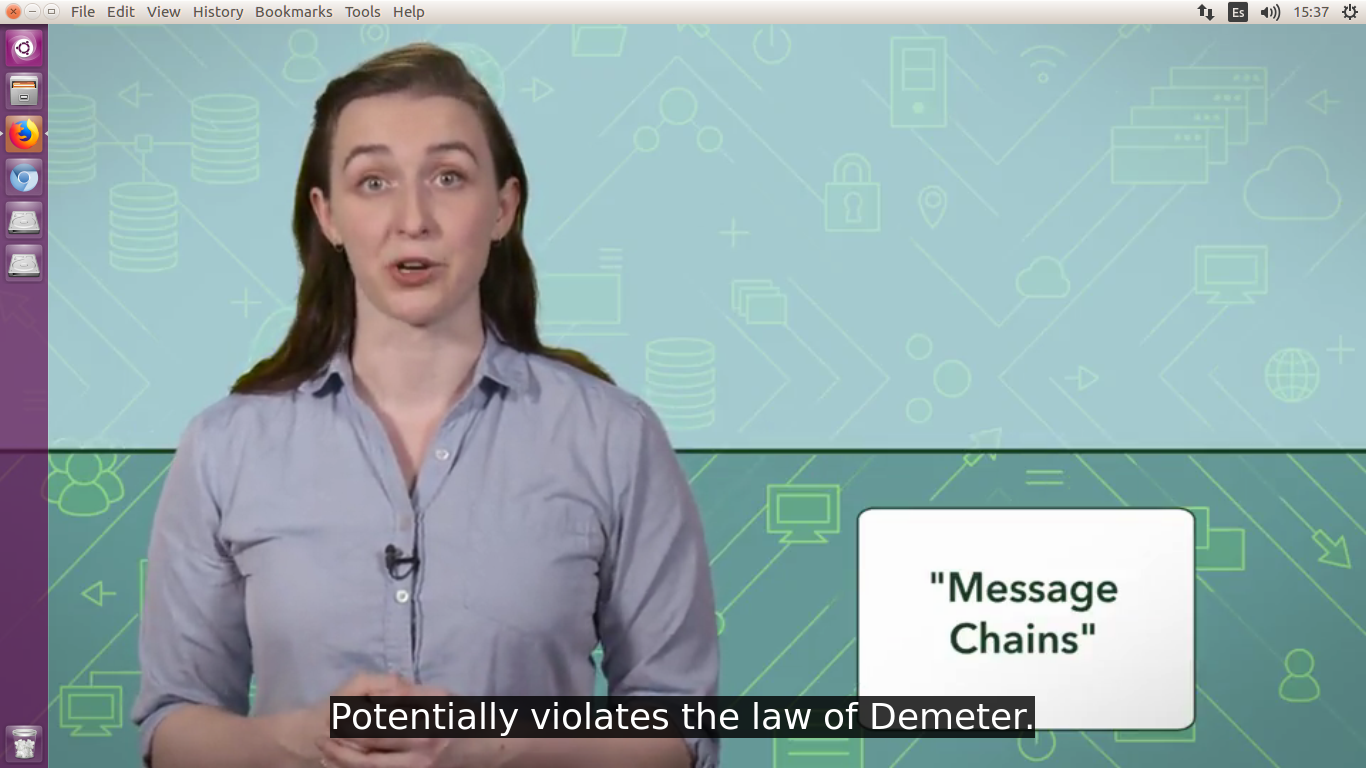 File Edit View History Bookmarks Tools Help
Es
15:37
"Message
Chains"
Potentially violates the law of Demeter.